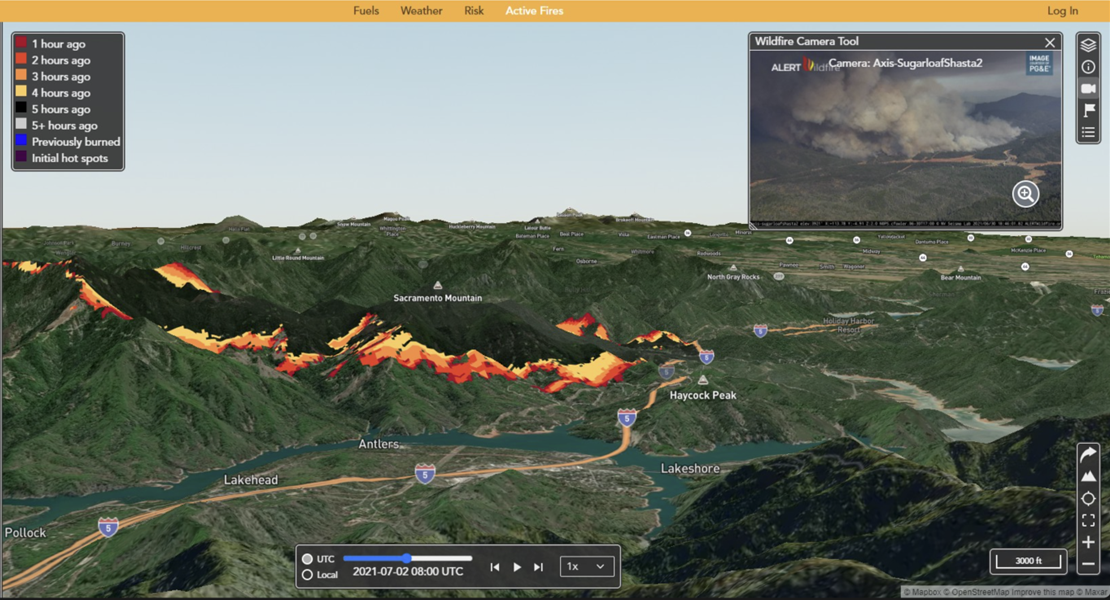 Fuels Weather Risk Active Fires Log In
1 hour ago
2 hours ago
3 hours ago
4 hours ago
5 hours ago
5+ hours ago
Previously burned
Initial hot spots
Wildfire Camera Tool
ALERT Wildfire Camera: Axis-SugarloafShasta2
IMAGE
PG&E
Little Round Mountain
Sacramento Mountain
North Gray Rocks
Bear Mountain
Holiday Harbor
Resort
5
5
Haycock Peak
5
Antlers
5
Lakehead
Lakeshore
Pollock
5
UTC
Local
2021-07-02 08:00 UTC
1x
3000 ft
© Mapbox © OpenStreetMap Improve this map © Maxar